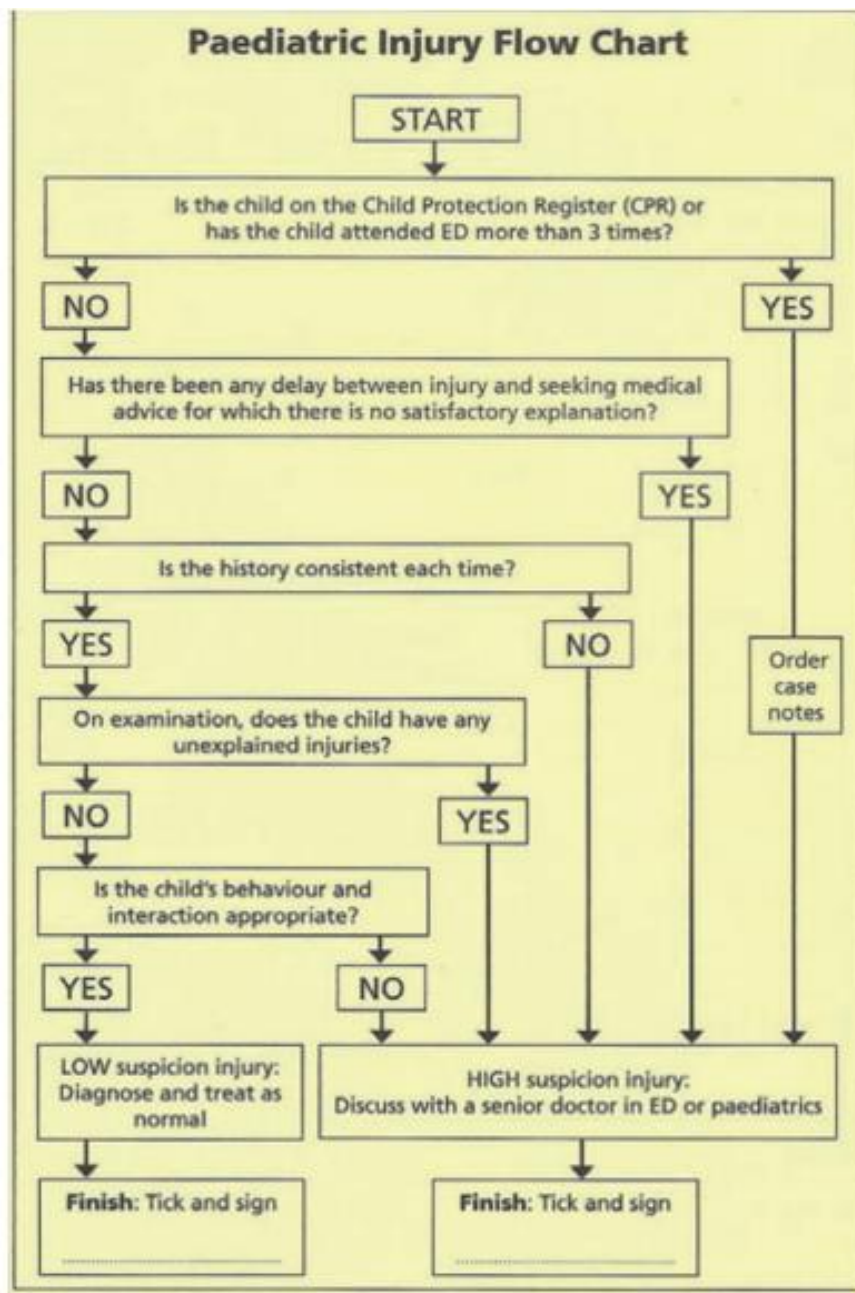 Paediatric Injury Flow Chart
START
Is the child on the Child Protection Register (CPR) or
has the child attended ED more than 3 times?
NO
YES
Has there been any delay between injury and seeking medical
advice for which there is no satisfactory explanation?
NO
YES
Is the history consistent each time?
YES
NO
Order
case
notes
On examination, does the child have any
unexplained injuries?
NO
YES
Is the child's behaviour and
interaction appropriate?
YES
NO
LOW suspicion injury:
Diagnose and treat as
normal
HIGH suspicion injury:
Discuss with a senior doctor in ED or paediatrics
Finish: Tick and sign
Finish: Tick and sign